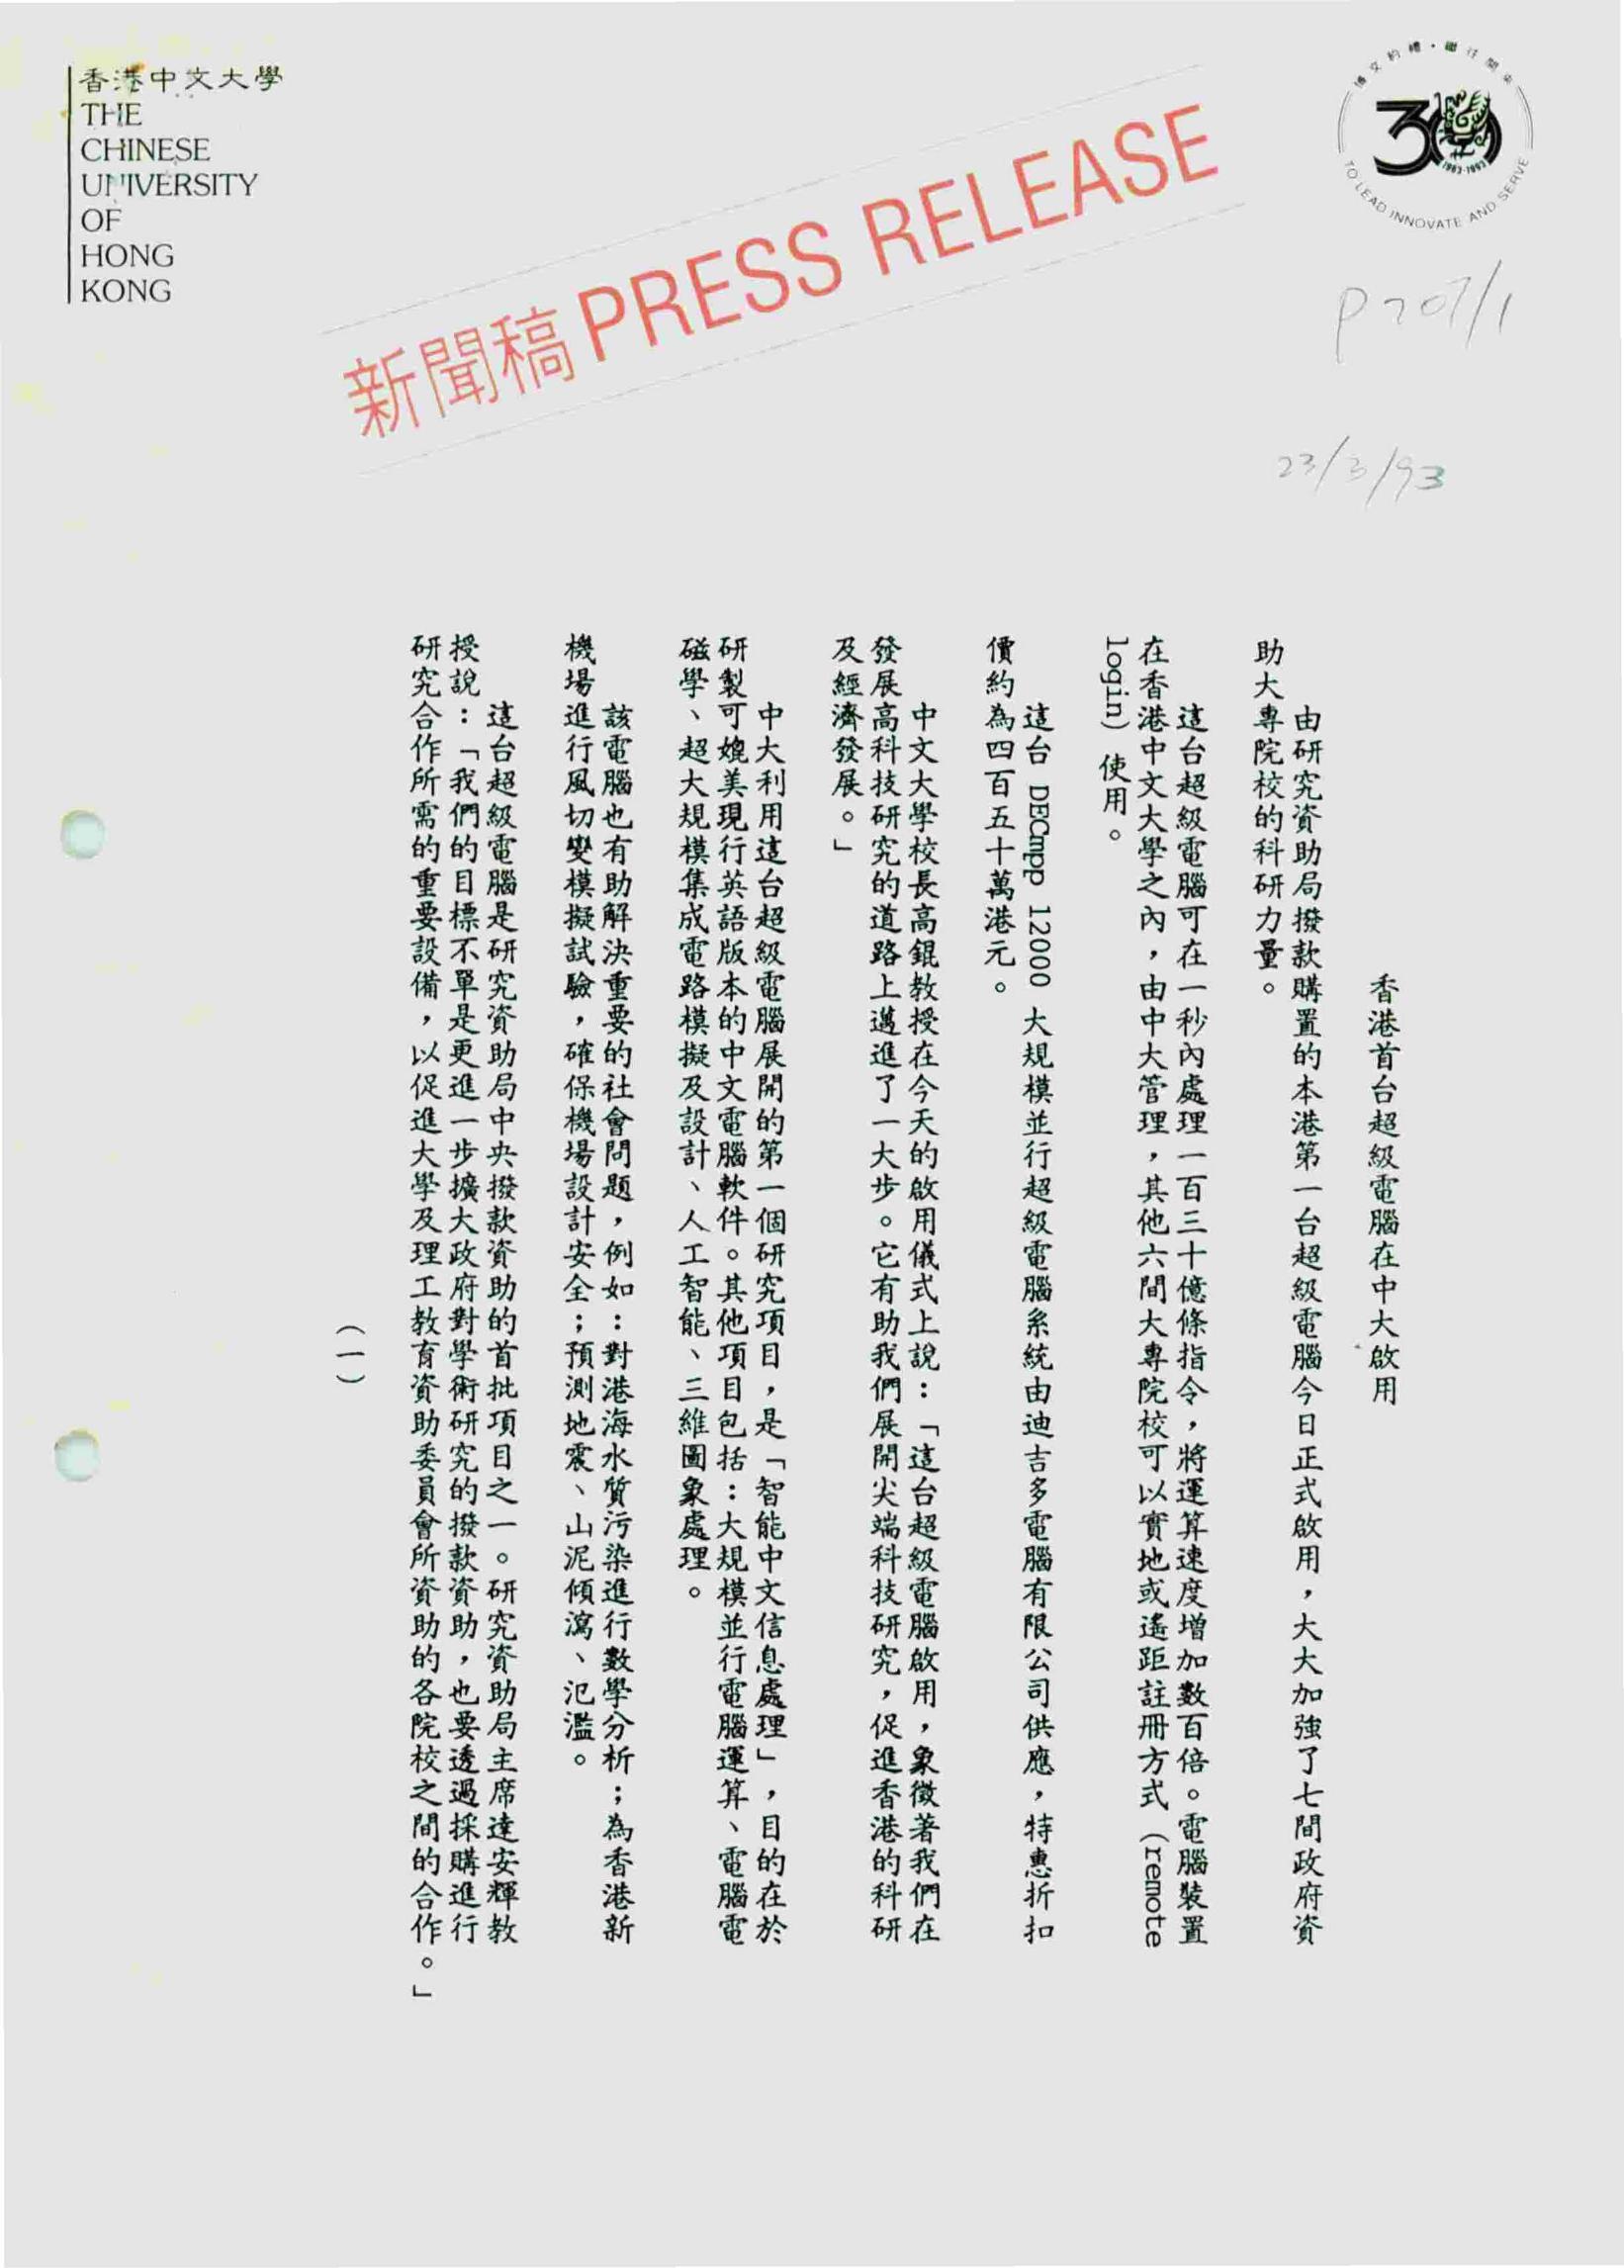 香港中文大學
THE
CHINESE
UNIVERSITY
OF
HONG
KONG
博文約禮・繼往開來
30
1963-1993
TO LEAD INNOVATE AND SERVE
新聞稿 PRESS RELEASE
P207/1
23/3/93
香港首台超級電腦在中大啟用
由研究資助局撥款購置的本港第一台超級電腦今日正式啟用，大大加強了七間政府資
助大專院校的科研力量。
這台超級電腦可在一秒內處理一百三十億條指令，將運算速度增加數百倍。電腦裝置
在香港中文大學之內，由中大管理，其他六間大專院校可以實地或遙距註冊方式（remote
login）使用。
這台 DECmpp 12000 大規模並行超級電腦系統由迪吉多電腦有限公司供應，特惠折扣
價約為四百五十萬港元。
中文大學校長高錕教授在今天的啟用儀式上說：「這台超級電腦啟用，象徵著我們在
發展高科技研究的道路上邁進了一大步。它有助我們展開尖端科技研究，促進香港的科研
及經濟發展。」
中大利用這台超級電腦展開的第一個研究項目，是「智能中文信息處理」，目的在於
研製可媲美現行英語版本的中文電腦軟件。其他項目包括：大規模並行電腦運算、電腦電
磁學、超大規模集成電路模擬及設計、人工智能、三維圖象處理。
該電腦也有助解決重要的社會問題，例如：對港海水質污染進行數學分析；為香港新
機場進行風切變模擬試驗，確保機場設計安全；預測地震、山泥傾瀉、氾濫。
這台超級電腦是研究資助局中央撥款資助的首批項目之一。研究資助局主席達安輝教
授說：「我們的目標不單是更進一步擴大政府對學術研究的撥款資助，也要透過採購進行
研究合作所需的重要設備，以促進大學及理工教育資助委員會所資助的各院校之間的合作。」
（一）